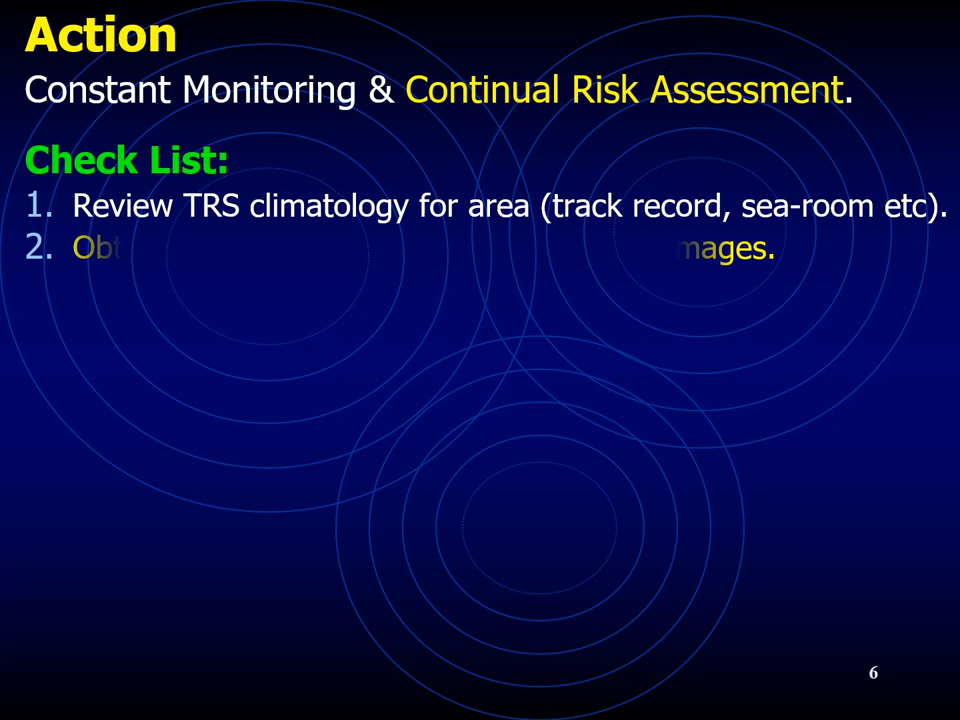 Action
Constant Monitoring & Continual Risk Assessment.
Check List:
1. Review TRS climatology for area (track record, sea-room etc).
2.
6